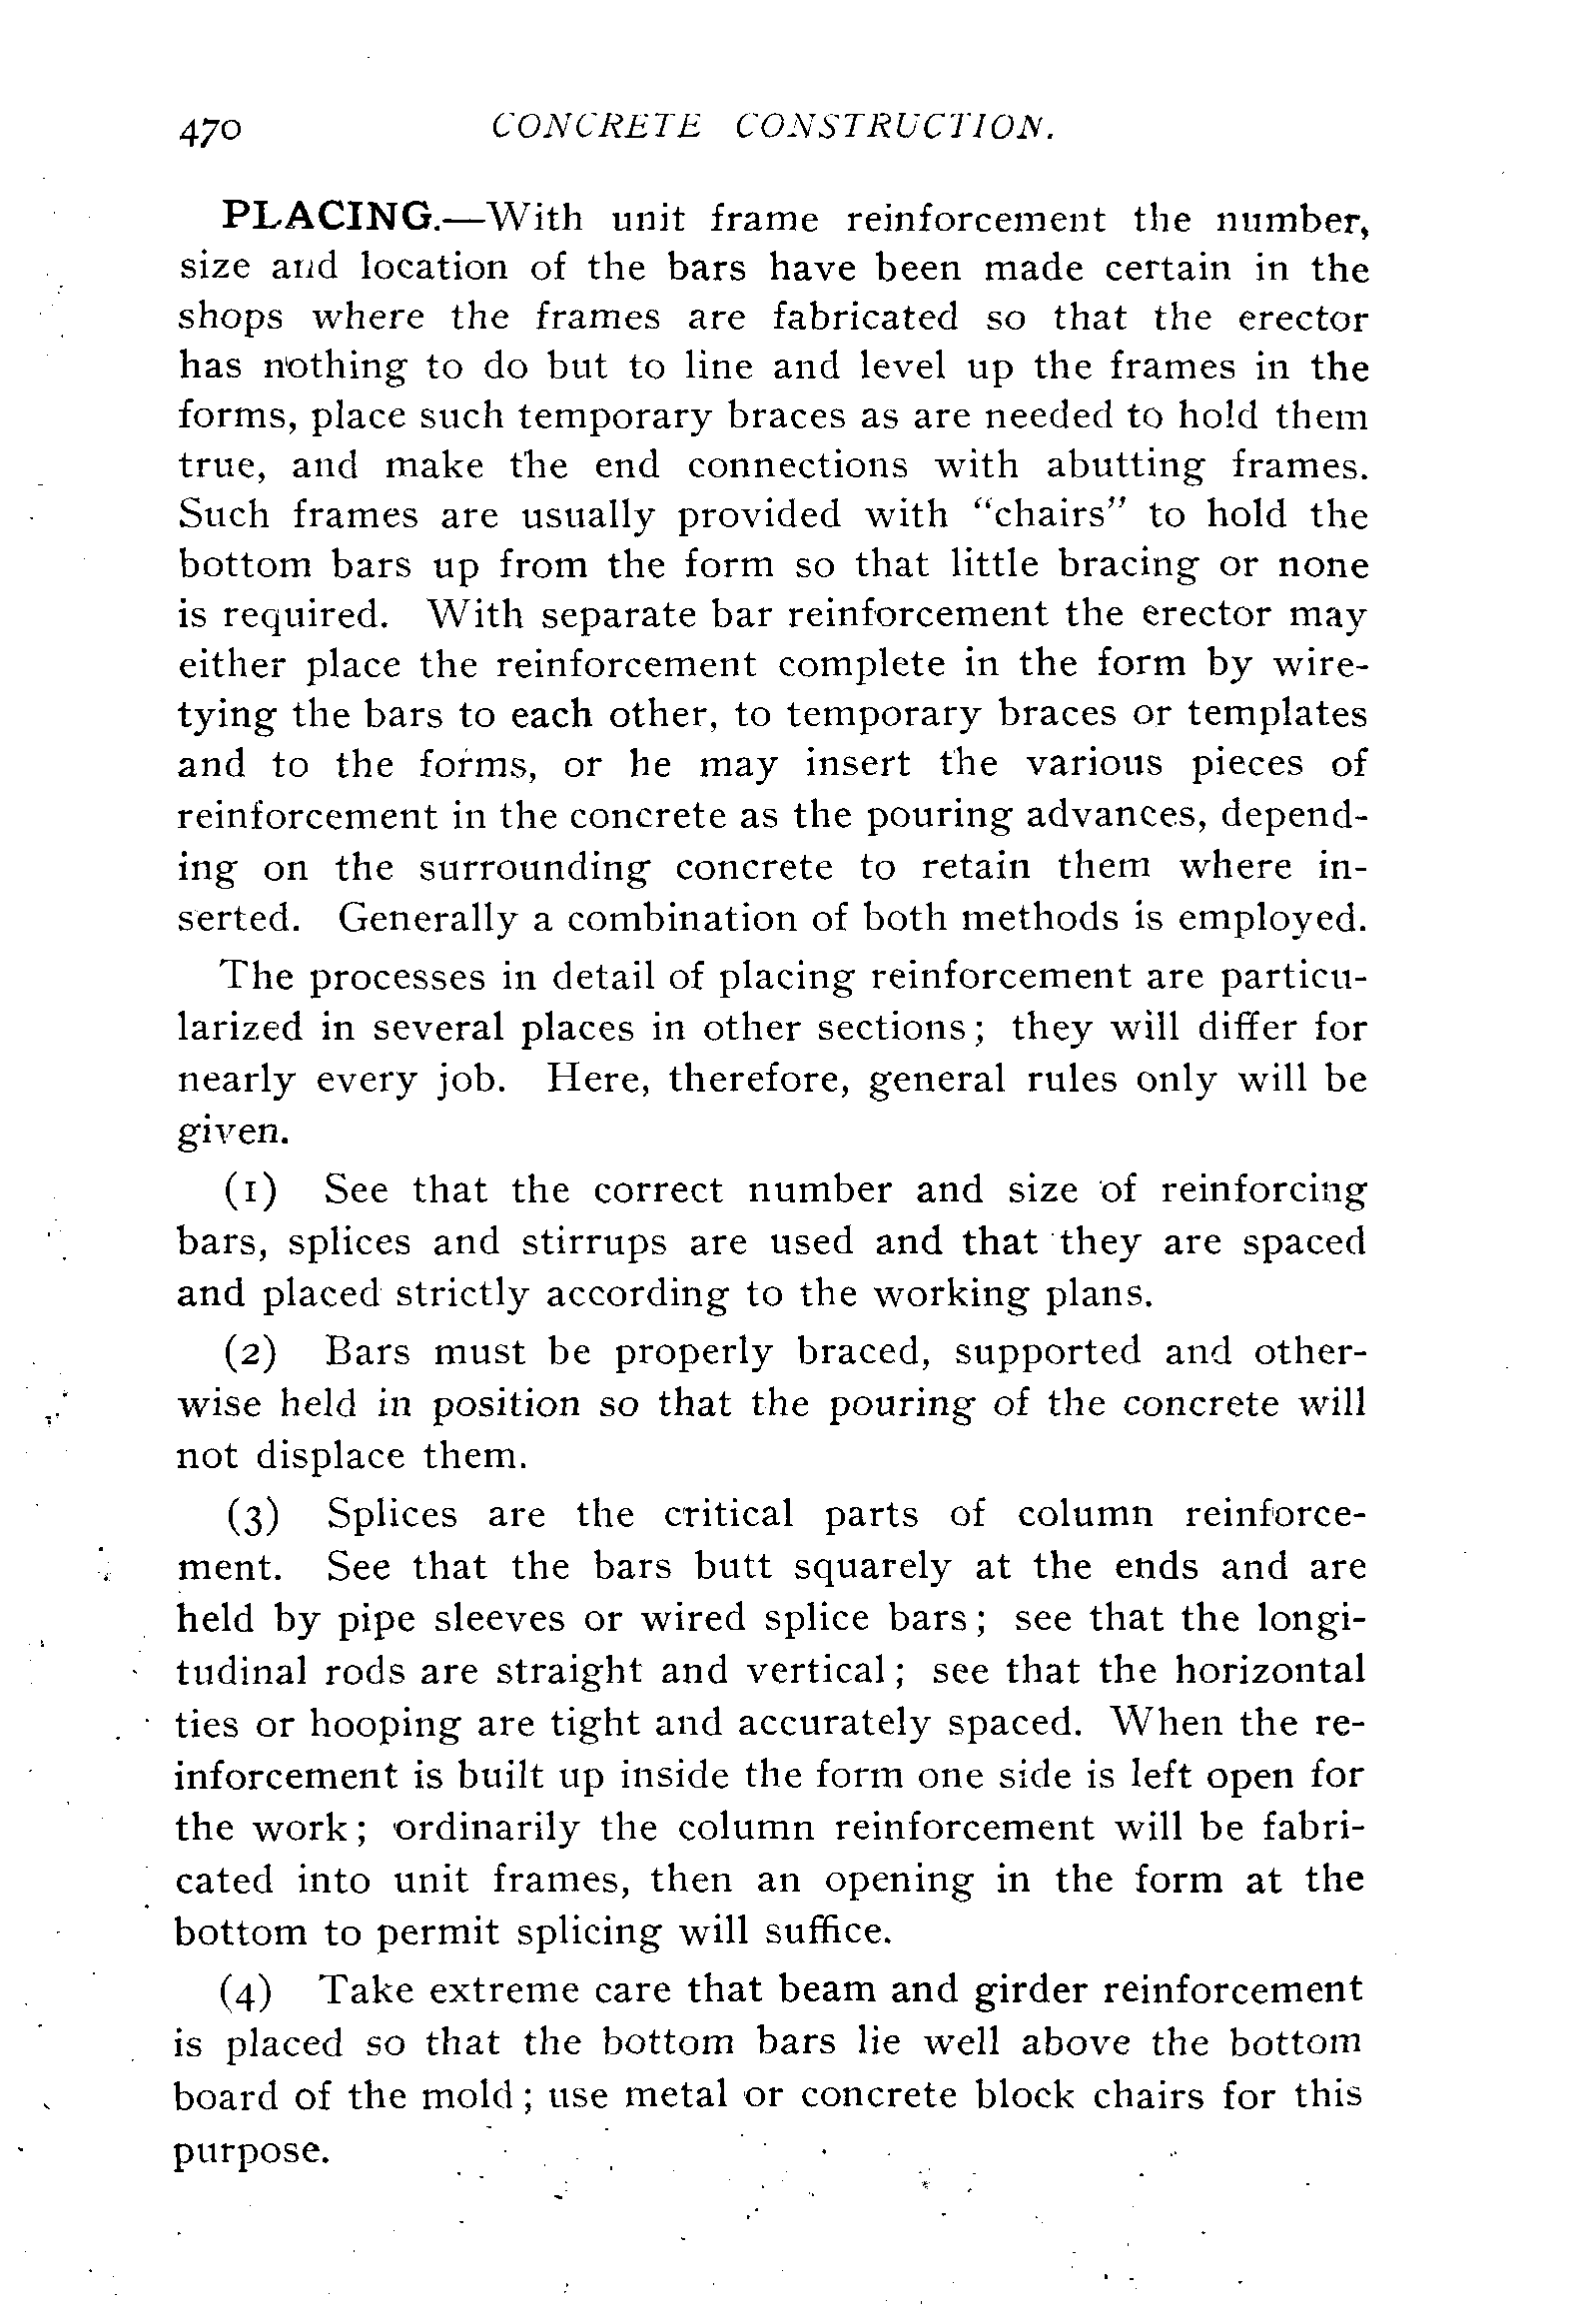 470 CONCRETE CONSTRUCTION.
PLACING.—With unit frame reinforcement the number,
size and location of the bars have been made certain in the
shops where the frames are fabricated so that the erector
has nothing to do but to line and level up the frames in the
forms, place such temporary braces as are needed to hold them
true, and make the end connections with abutting frames.
Such frames are usually provided with "chairs" to hold the
bottom bars up from the form so that little bracing or none
is required. With separate bar reinforcement the erector may
either place the reinforcement complete in the form by wire-
tying the bars to each other, to temporary braces or templates
and to the forms, or he may insert the various pieces of
reinforcement in the concrete as the pouring advances, depend-
ing on the surrounding concrete to retain them where in-
serted. Generally a combination of both methods is employed.
The processes in detail of placing reinforcement are particu-
larized in several places in other sections; they will differ for
nearly every job. Here, therefore, general rules only will be
given.
(1) See that the correct number and size of reinforcing
bars, splices and stirrups are used and that they are spaced
and placed strictly according to the working plans.
(2) Bars must be properly braced, supported and other-
wise held in position so that the pouring of the concrete will
not displace them.
(3) Splices are the critical parts of column reinforce-
ment. See that the bars butt squarely at the ends and are
held by pipe sleeves or wired splice bars; see that the longi-
tudinal rods are straight and vertical; see that the horizontal
ties or hooping are tight and accurately spaced. When the re-
inforcement is built up inside the form one side is left open for
the work; ordinarily the column reinforcement will be fabri-
cated into unit frames, then an opening in the form at the
bottom to permit splicing will suffice.
(4) Take extreme care that beam and girder reinforcement
is placed so that the bottom bars lie well above the bottom
board of the mold; use metal or concrete block chairs for this
purpose.